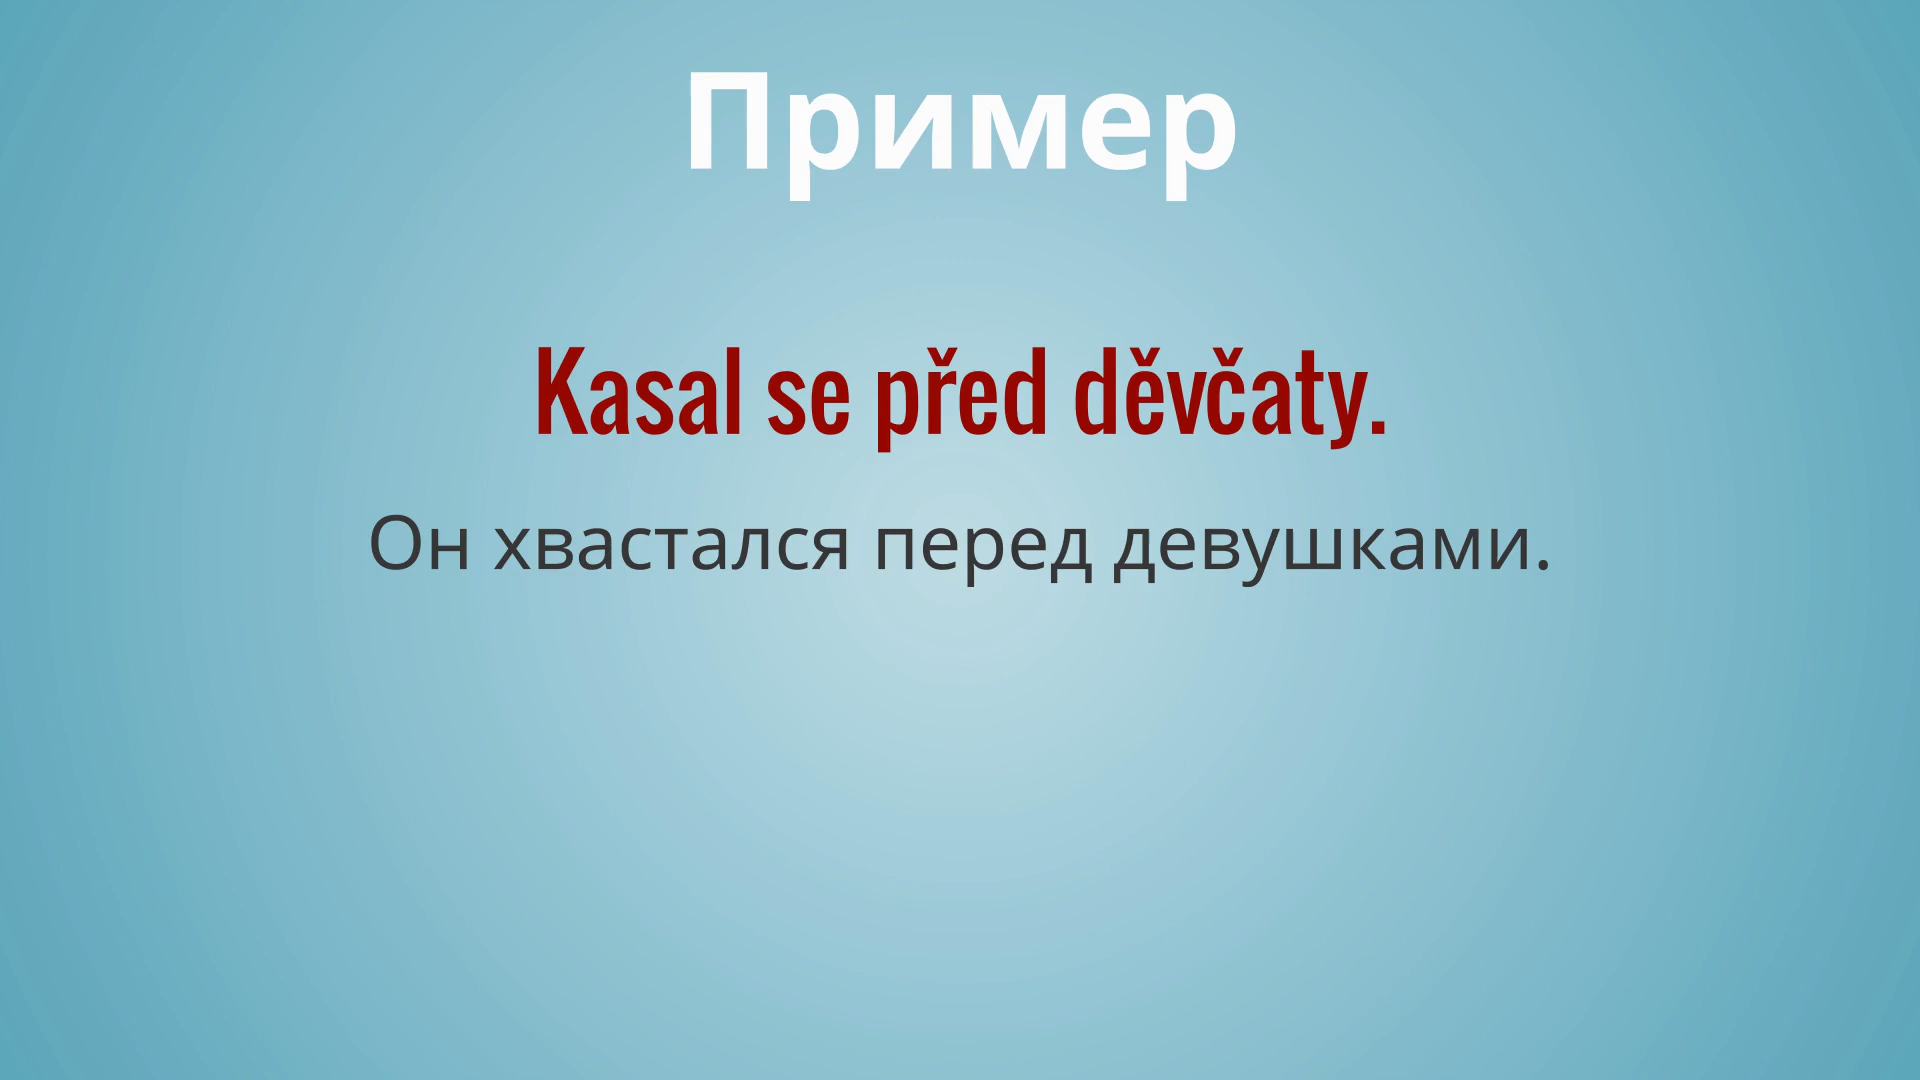 Пример
Kasal se před děvčaty.
Он хвастался перед девушками.